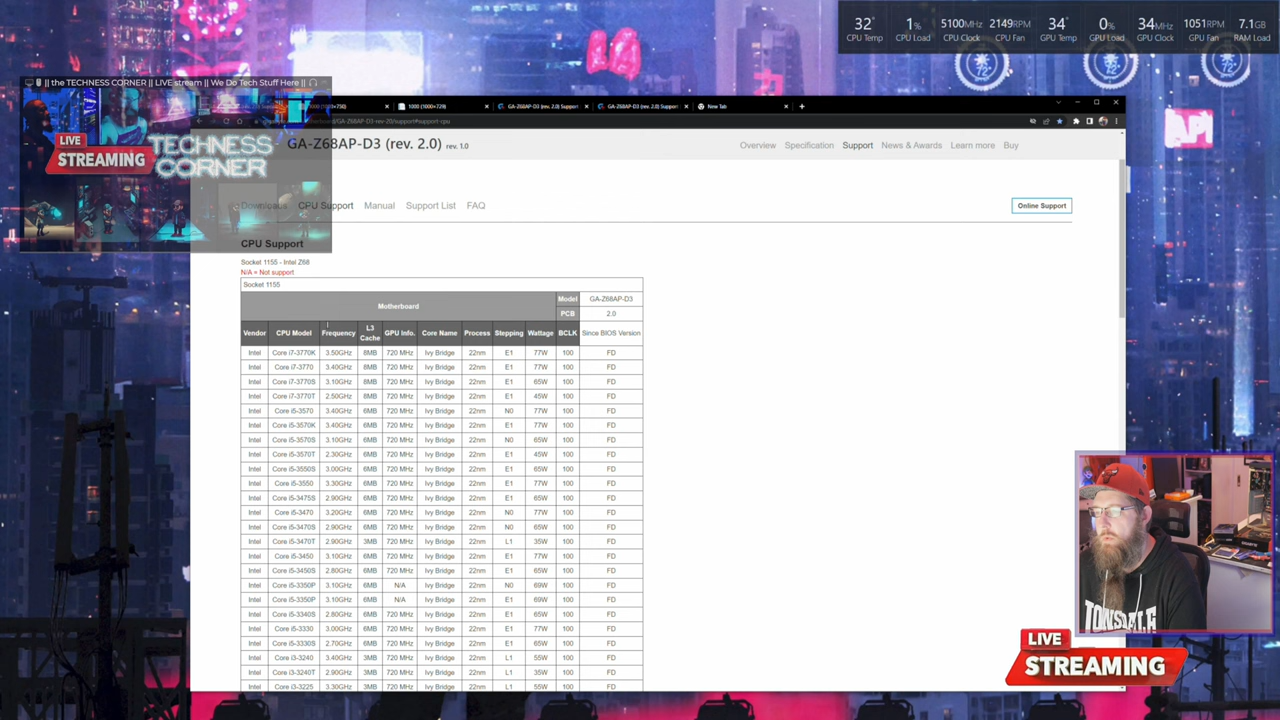 32° 1% 5100MHz 2149RPM 34° 0% 34MHz 1051RPM 7.1GB
CPU Temp CPU Load CPU Clock CPU Fan GPU Temp GPU Load GPU Clock GPU Fan RAM Load
|| the TECHNESS CORNER || LIVE stream || We Do Tech Stuff Here ||
LIVE
STREAMING
TECHNESS
CORNER
1000 (1000×729) GA-Z68AP-D3 (rev. 2.0) Support GA-Z68AP-D3 (rev. 2.0) Support New Tab
GA-Z68AP-D3 (rev. 2.0) rev. 1.0
Overview Specification Support News & Awards Learn more Buy
CPU Support Manual Support List FAQ
Online Support
CPU Support
Socket 1155 - Intel Z68
N/A = Not support
Socket 1155
Motherboard Model GA-Z68AP-D3
PCB 2.0
Vendor CPU Model Frequency L3 Cache GPU Info. Core Name Process Stepping Wattage BCLK Since BIOS Version
Intel Core i7-3770K 3.50GHz 8MB 720 MHz Ivy Bridge 22nm E1 77W 100 FD
Intel Core i7-3770 3.40GHz 8MB 720 MHz Ivy Bridge 22nm E1 77W 100 FD
Intel Core i7-3770S 3.10GHz 8MB 720 MHz Ivy Bridge 22nm E1 65W 100 FD
Intel Core i7-3770T 2.50GHz 8MB 720 MHz Ivy Bridge 22nm E1 45W 100 FD
Intel Core i5-3570 3.40GHz 6MB 720 MHz Ivy Bridge 22nm N0 77W 100 FD
Intel Core i5-3570K 3.40GHz 6MB 720 MHz Ivy Bridge 22nm E1 77W 100 FD
Intel Core i5-3570S 3.10GHz 6MB 720 MHz Ivy Bridge 22nm N0 65W 100 FD
Intel Core i5-3570T 2.30GHz 6MB 720 MHz Ivy Bridge 22nm E1 45W 100 FD
Intel Core i5-3550S 3.00GHz 6MB 720 MHz Ivy Bridge 22nm E1 65W 100 FD
Intel Core i5-3550 3.30GHz 6MB 720 MHz Ivy Bridge 22nm E1 77W 100 FD
Intel Core i5-3475S 2.90GHz 6MB 720 MHz Ivy Bridge 22nm E1 65W 100 FD
Intel Core i5-3470 3.20GHz 6MB 720 MHz Ivy Bridge 22nm N0 77W 100 FD
Intel Core i5-3470S 2.90GHz 6MB 720 MHz Ivy Bridge 22nm N0 65W 100 FD
Intel Core i5-3470T 2.90GHz 3MB 720 MHz Ivy Bridge 22nm L1 35W 100 FD
Intel Core i5-3450 3.10GHz 6MB 720 MHz Ivy Bridge 22nm E1 77W 100 FD
Intel Core i5-3450S 2.80GHz 6MB 720 MHz Ivy Bridge 22nm E1 65W 100 FD
Intel Core i5-3350P 3.10GHz 6MB N/A Ivy Bridge 22nm N0 69W 100 FD
Intel Core i5-3350P 3.10GHz 6MB N/A Ivy Bridge 22nm E1 69W 100 FD
Intel Core i5-3340S 2.80GHz 6MB 720 MHz Ivy Bridge 22nm E1 65W 100 FD
Intel Core i5-3330 3.00GHz 6MB 720 MHz Ivy Bridge 22nm E1 77W 100 FD
Intel Core i5-3330S 2.70GHz 6MB 720 MHz Ivy Bridge 22nm E1 65W 100 FD
Intel Core i3-3240 3.40GHz 3MB 720 MHz Ivy Bridge 22nm L1 55W 100 FD
Intel Core i3-3240T 2.90GHz 3MB 720 MHz Ivy Bridge 22nm L1 35W 100 FD
Intel Core i3-3225 3.30GHz 3MB 720 MHz Ivy Bridge 22nm L1 55W 100 FD
LIVE
STREAMING